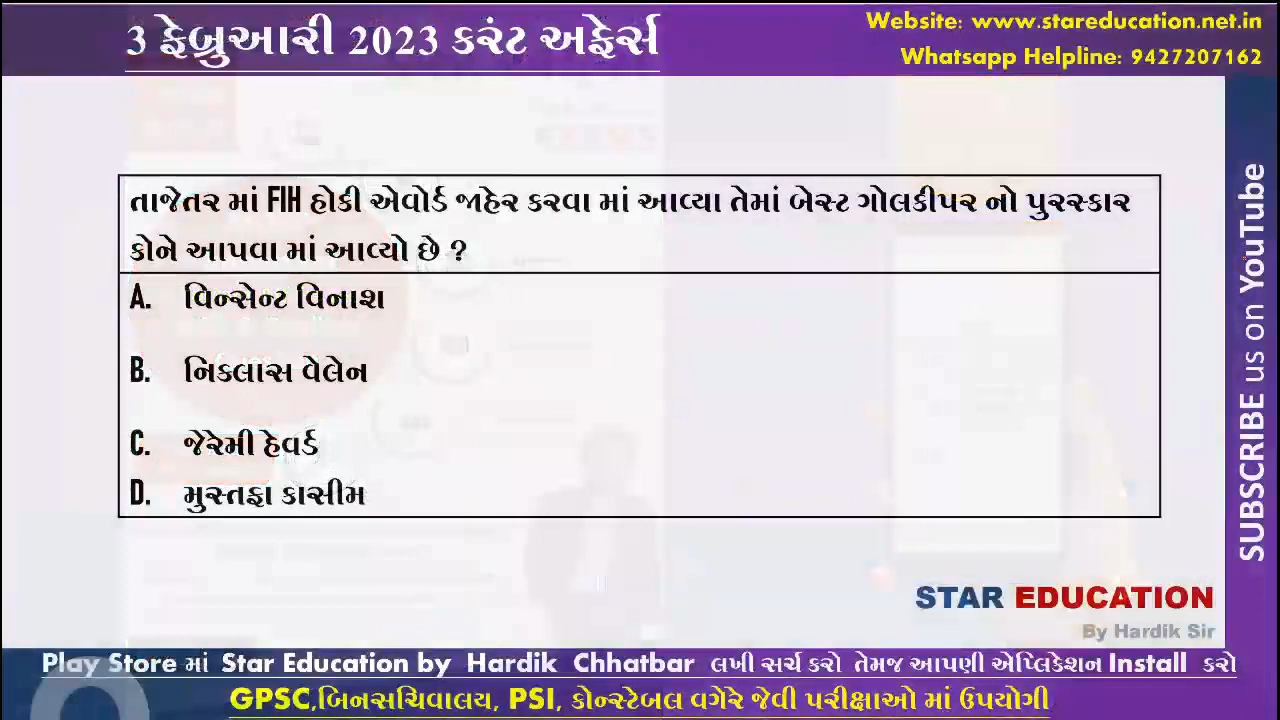 3 ફેબ્રુઆરી 2023 કરંટ અફેર્સ
Website: www.stareducation.net.in
Whatsapp Helpline: 9427207162
તાજેતર માં FIH હોકી એવોર્ડ જાહેર કરવા માં આવ્યા તેમાં બેસ્ટ ગોલકીપર નો પુરસ્કાર
કોને આપવા માં આવ્યો છે ?
A. વિન્સેન્ટ વિનાશ
B. નિકલાસ વેલેન
C. જેરેમી હેવર્ડ
D. મુસ્તફા કાસીમ
SUBSCRIBE us on YouTube
STAR EDUCATION
By Hardik Sir
Play Store માં Star Education by Hardik Chhatbar લખી સર્ચ કરો તેમજ આપણી એપ્લિકેશન Install કરો
GPSC,બિનસચિવાલય, PSI, કોન્સ્ટેબલ વગેરે જેવી પરીક્ષાઓ માં ઉપયોગી